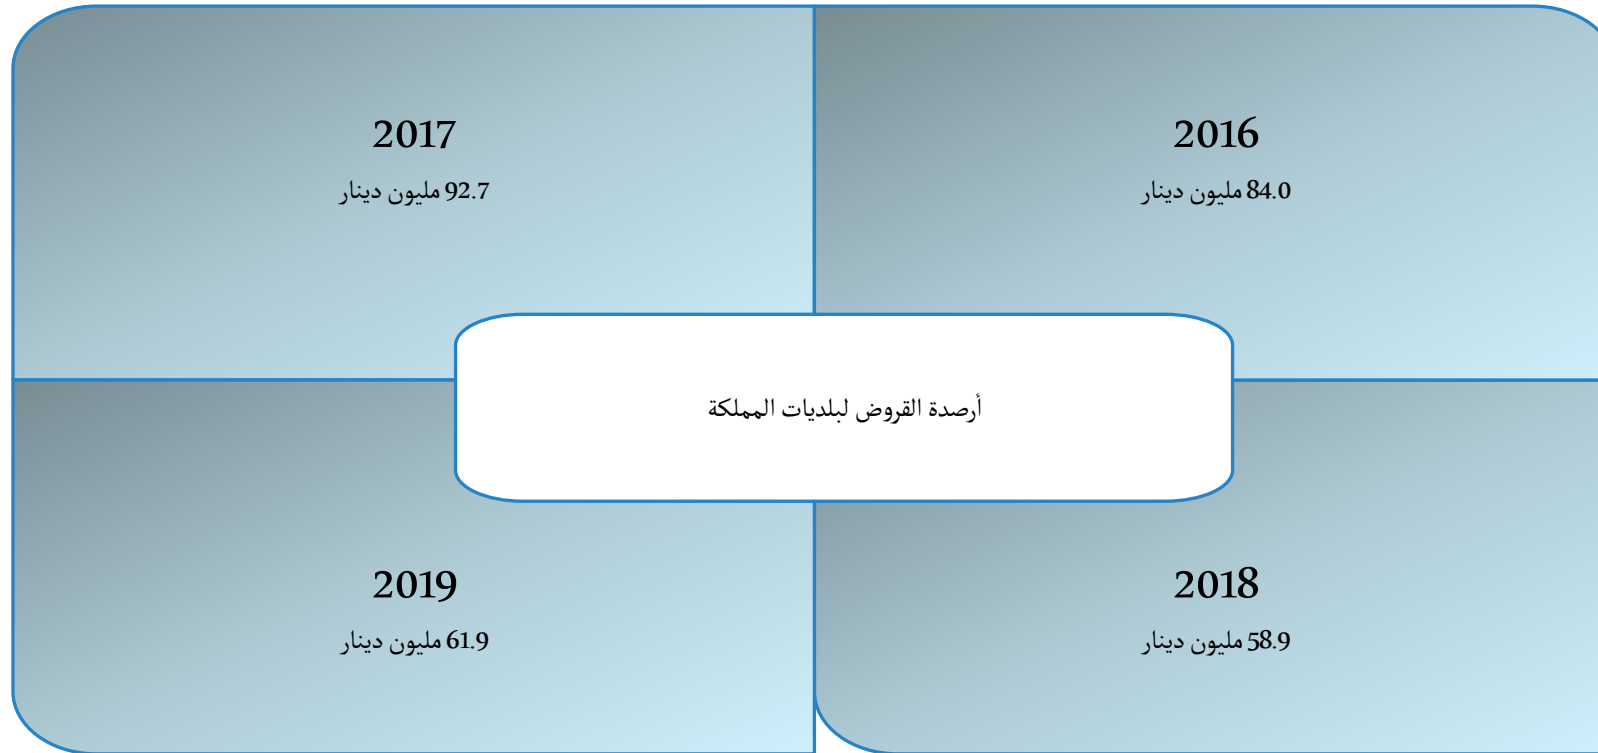 2016
84.0 مليون دينار
2017
92.7 مليون دينار
أرصدة القروض لبلديات المملكة
2018
58.9 مليون دينار
2019
61.9 مليون دينار